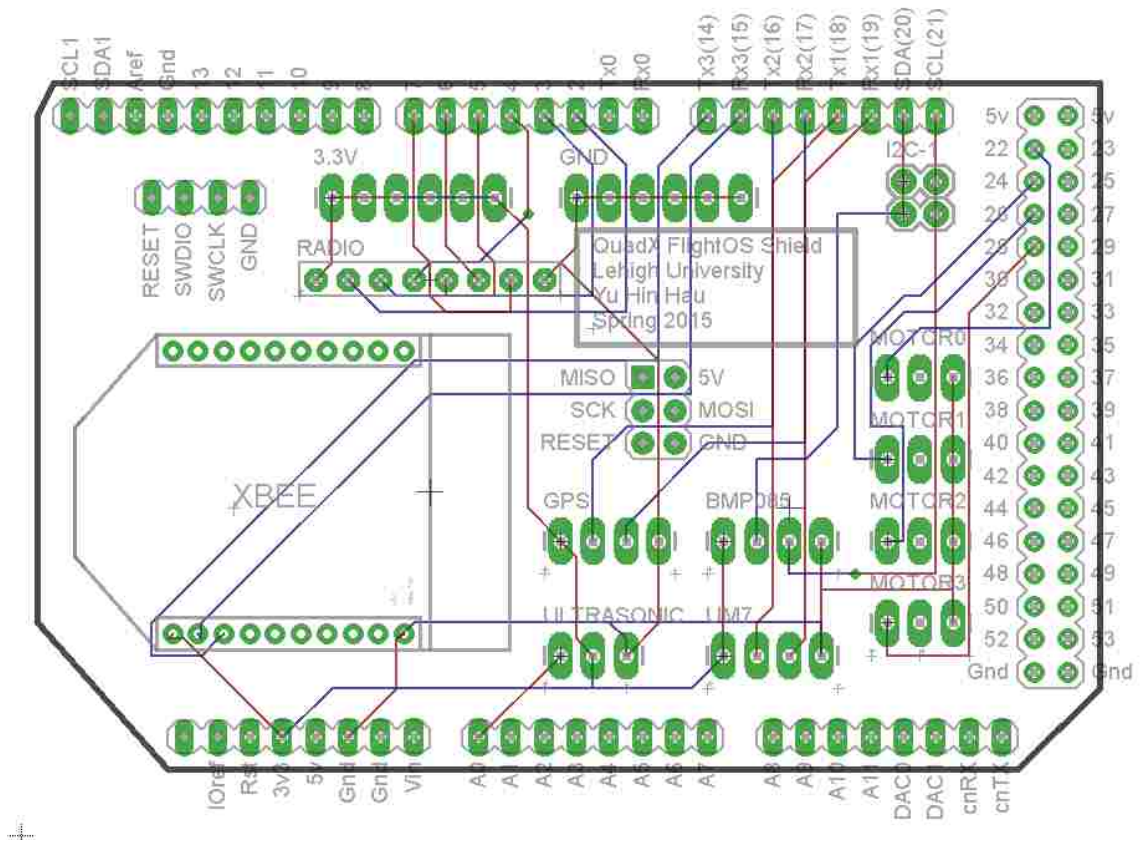 SCL1
SDA1
Aref
Gnd
13
12
11
10
9
8
7
6
5
4
3
2
Tx0
Rx0
Tx3(14)
Rx3(15)
Tx2(16)
Rx2(17)
Tx1(18)
Rx1(19)
SDA(20)
SCL(21)
5v 5v
22 23
24 25
26 27
28 29
30 31
32 33
34 35
36 37
38 39
40 41
42 43
44 45
46 47
48 49
50 51
52 53
Gnd Gnd
3.3V
GND
I2C-1
RESET
SWDIO
SWCLK
GND
RADIO
QuadX FlightOS Shield
Lehigh University
Yu Hin Hau
Spring 2015
MOTOR0
MISO 5V
SCK MOSI
RESET GND
MOTOR1
XBEE
GPS
BMP085
MOTOR2
MOTOR3
ULTRASONIC
UM7
IOref
Rst
3v3
5v
Gnd
Gnd
Vin
A0
A1
A2
A3
A4
A5
A6
A7
A8
A9
A10
A11
DAC0
DAC1
cnRX
cnTX